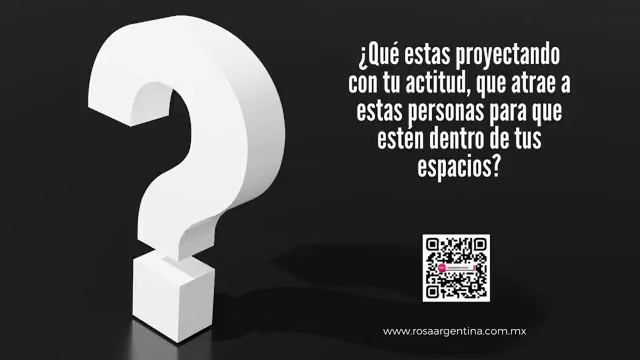 ¿Qué estas proyectando
con tu actitud, que atrae a
estas personas para que
estén dentro de tus
espacios?
www.rosaargentina.com.mx